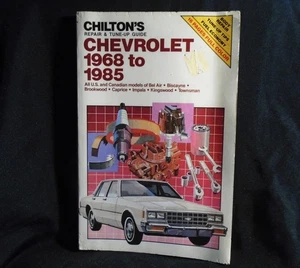 CHILTON'S
REPAIR & TUNE-UP GUIDE
CHEVROLET
1968 to
1985
All U.S. and Canadian models of Bel Air • Biscayne •
Brookwood • Caprice • Impala • Kingswood • Townsman